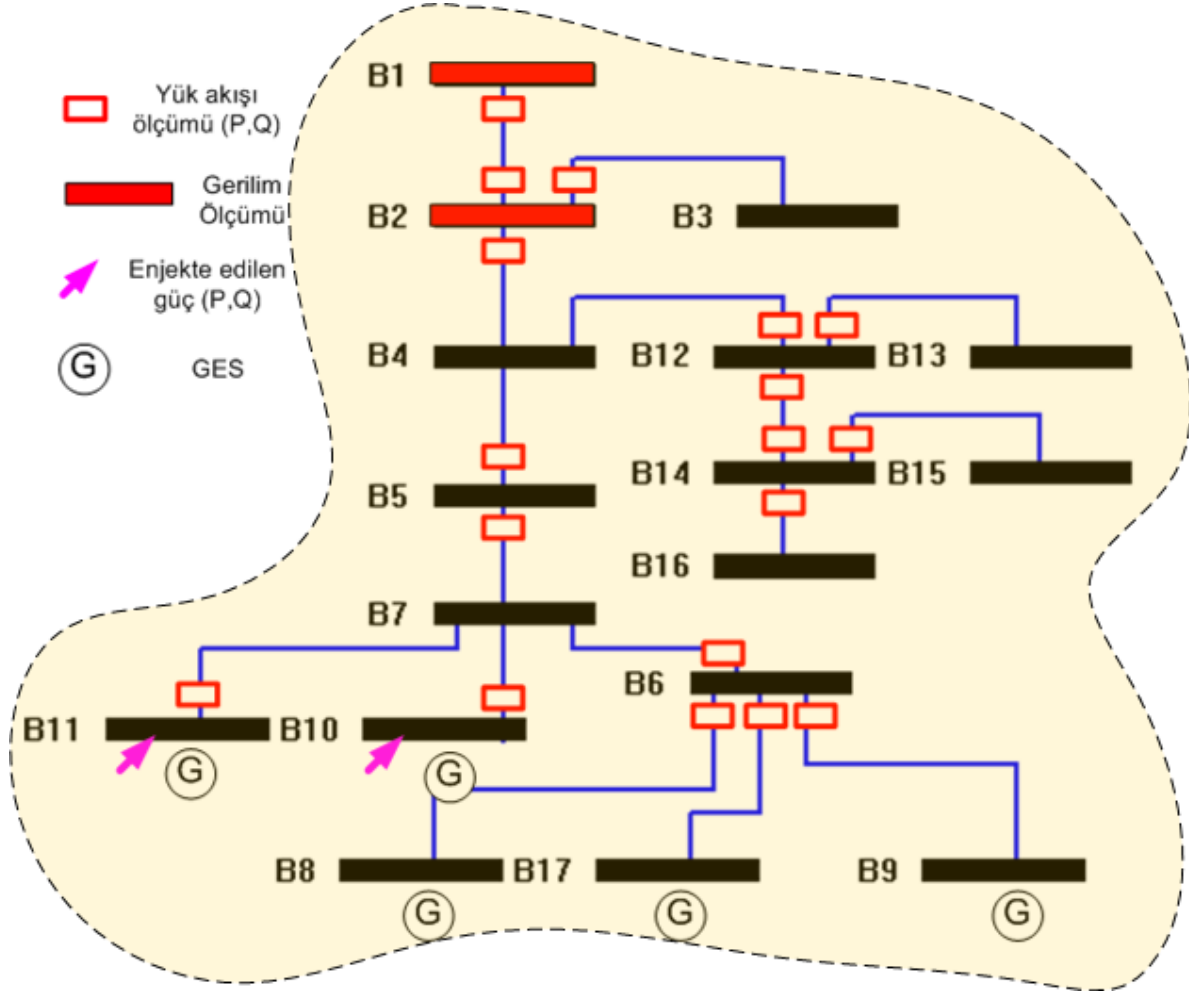 Yük akışı
ölçümü (P,Q)
Gerilim
Ölçümü
Enjekte edilen
güç (P,Q)
G
GES
B1
B2
B3
B4
B12
B13
B5
B14
B15
B16
B7
B6
B11
B10
G
G
B8
B17
B9
G
G
G